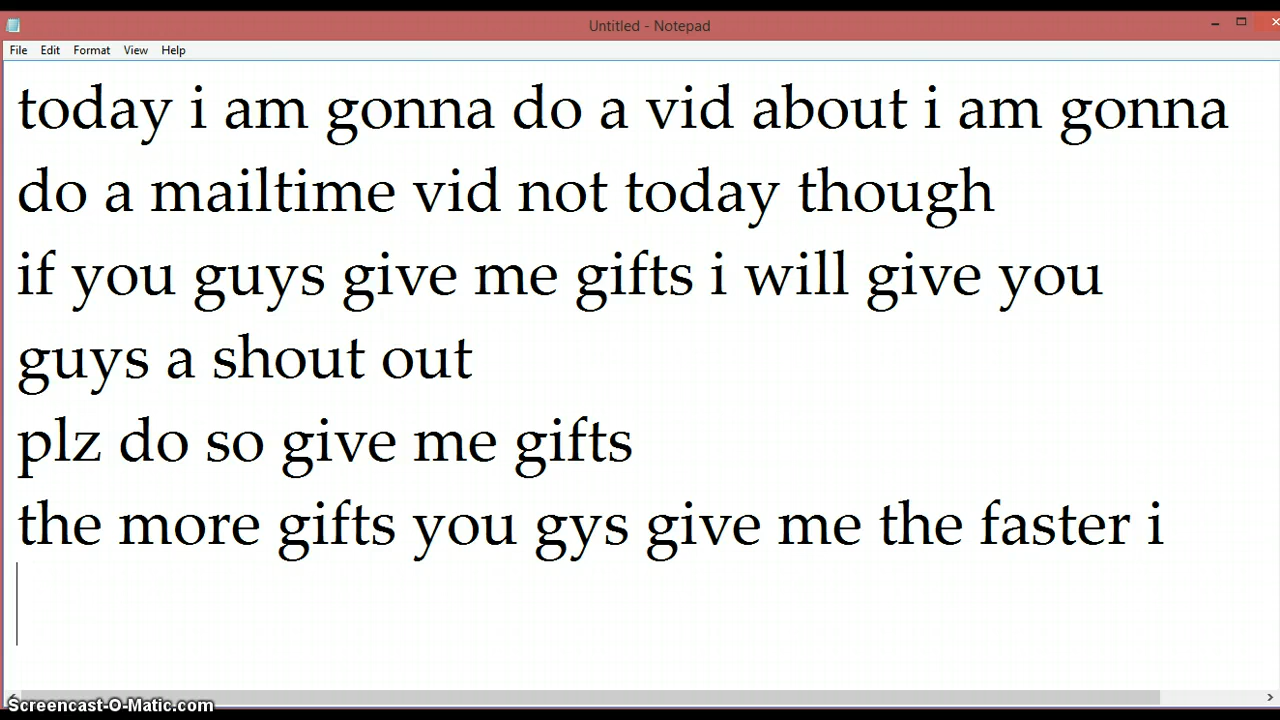 Untitled - Notepad
File Edit Format View Help
today i am gonna do a vid about i am gonna
do a mailtime vid not today though
if you guys give me gifts i will give you
guys a shout out
plz do so give me gifts
the more gifts you gys give me the faster i
Screencast-O-Matic.com